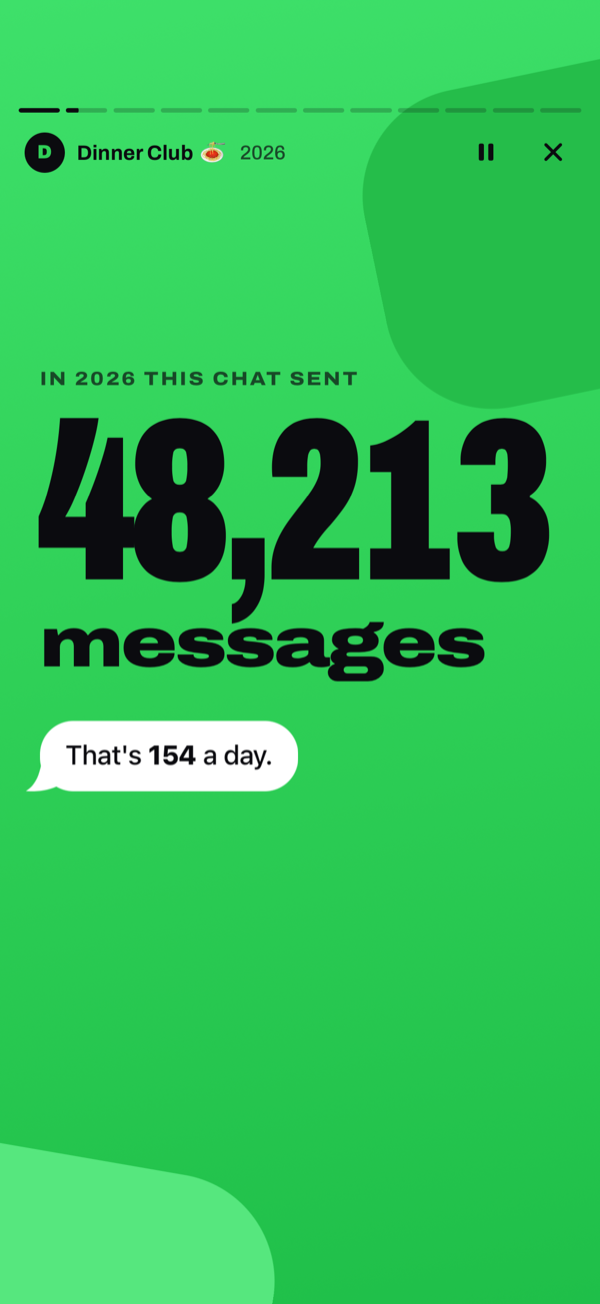 D Dinner Club 🍝 2026
IN 2026 THIS CHAT SENT
48,213
messages
That's 154 a day.